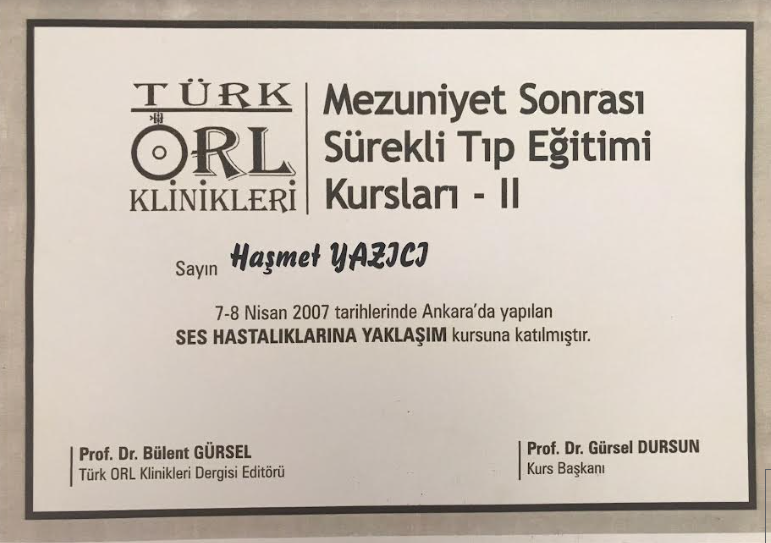 TÜRK
ORL
KLİNİKLERİ
Mezuniyet Sonrası
Sürekli Tıp Eğitimi
Kursları - II
Sayın Haşmet YAZICI
7-8 Nisan 2007 tarihlerinde Ankara'da yapılan
SES HASTALIKLARINA YAKLAŞIM kursuna katılmıştır.
Prof. Dr. Bülent GÜRSEL
Türk ORL Klinikleri Dergisi Editörü
Prof. Dr. Gürsel DURSUN
Kurs Başkanı